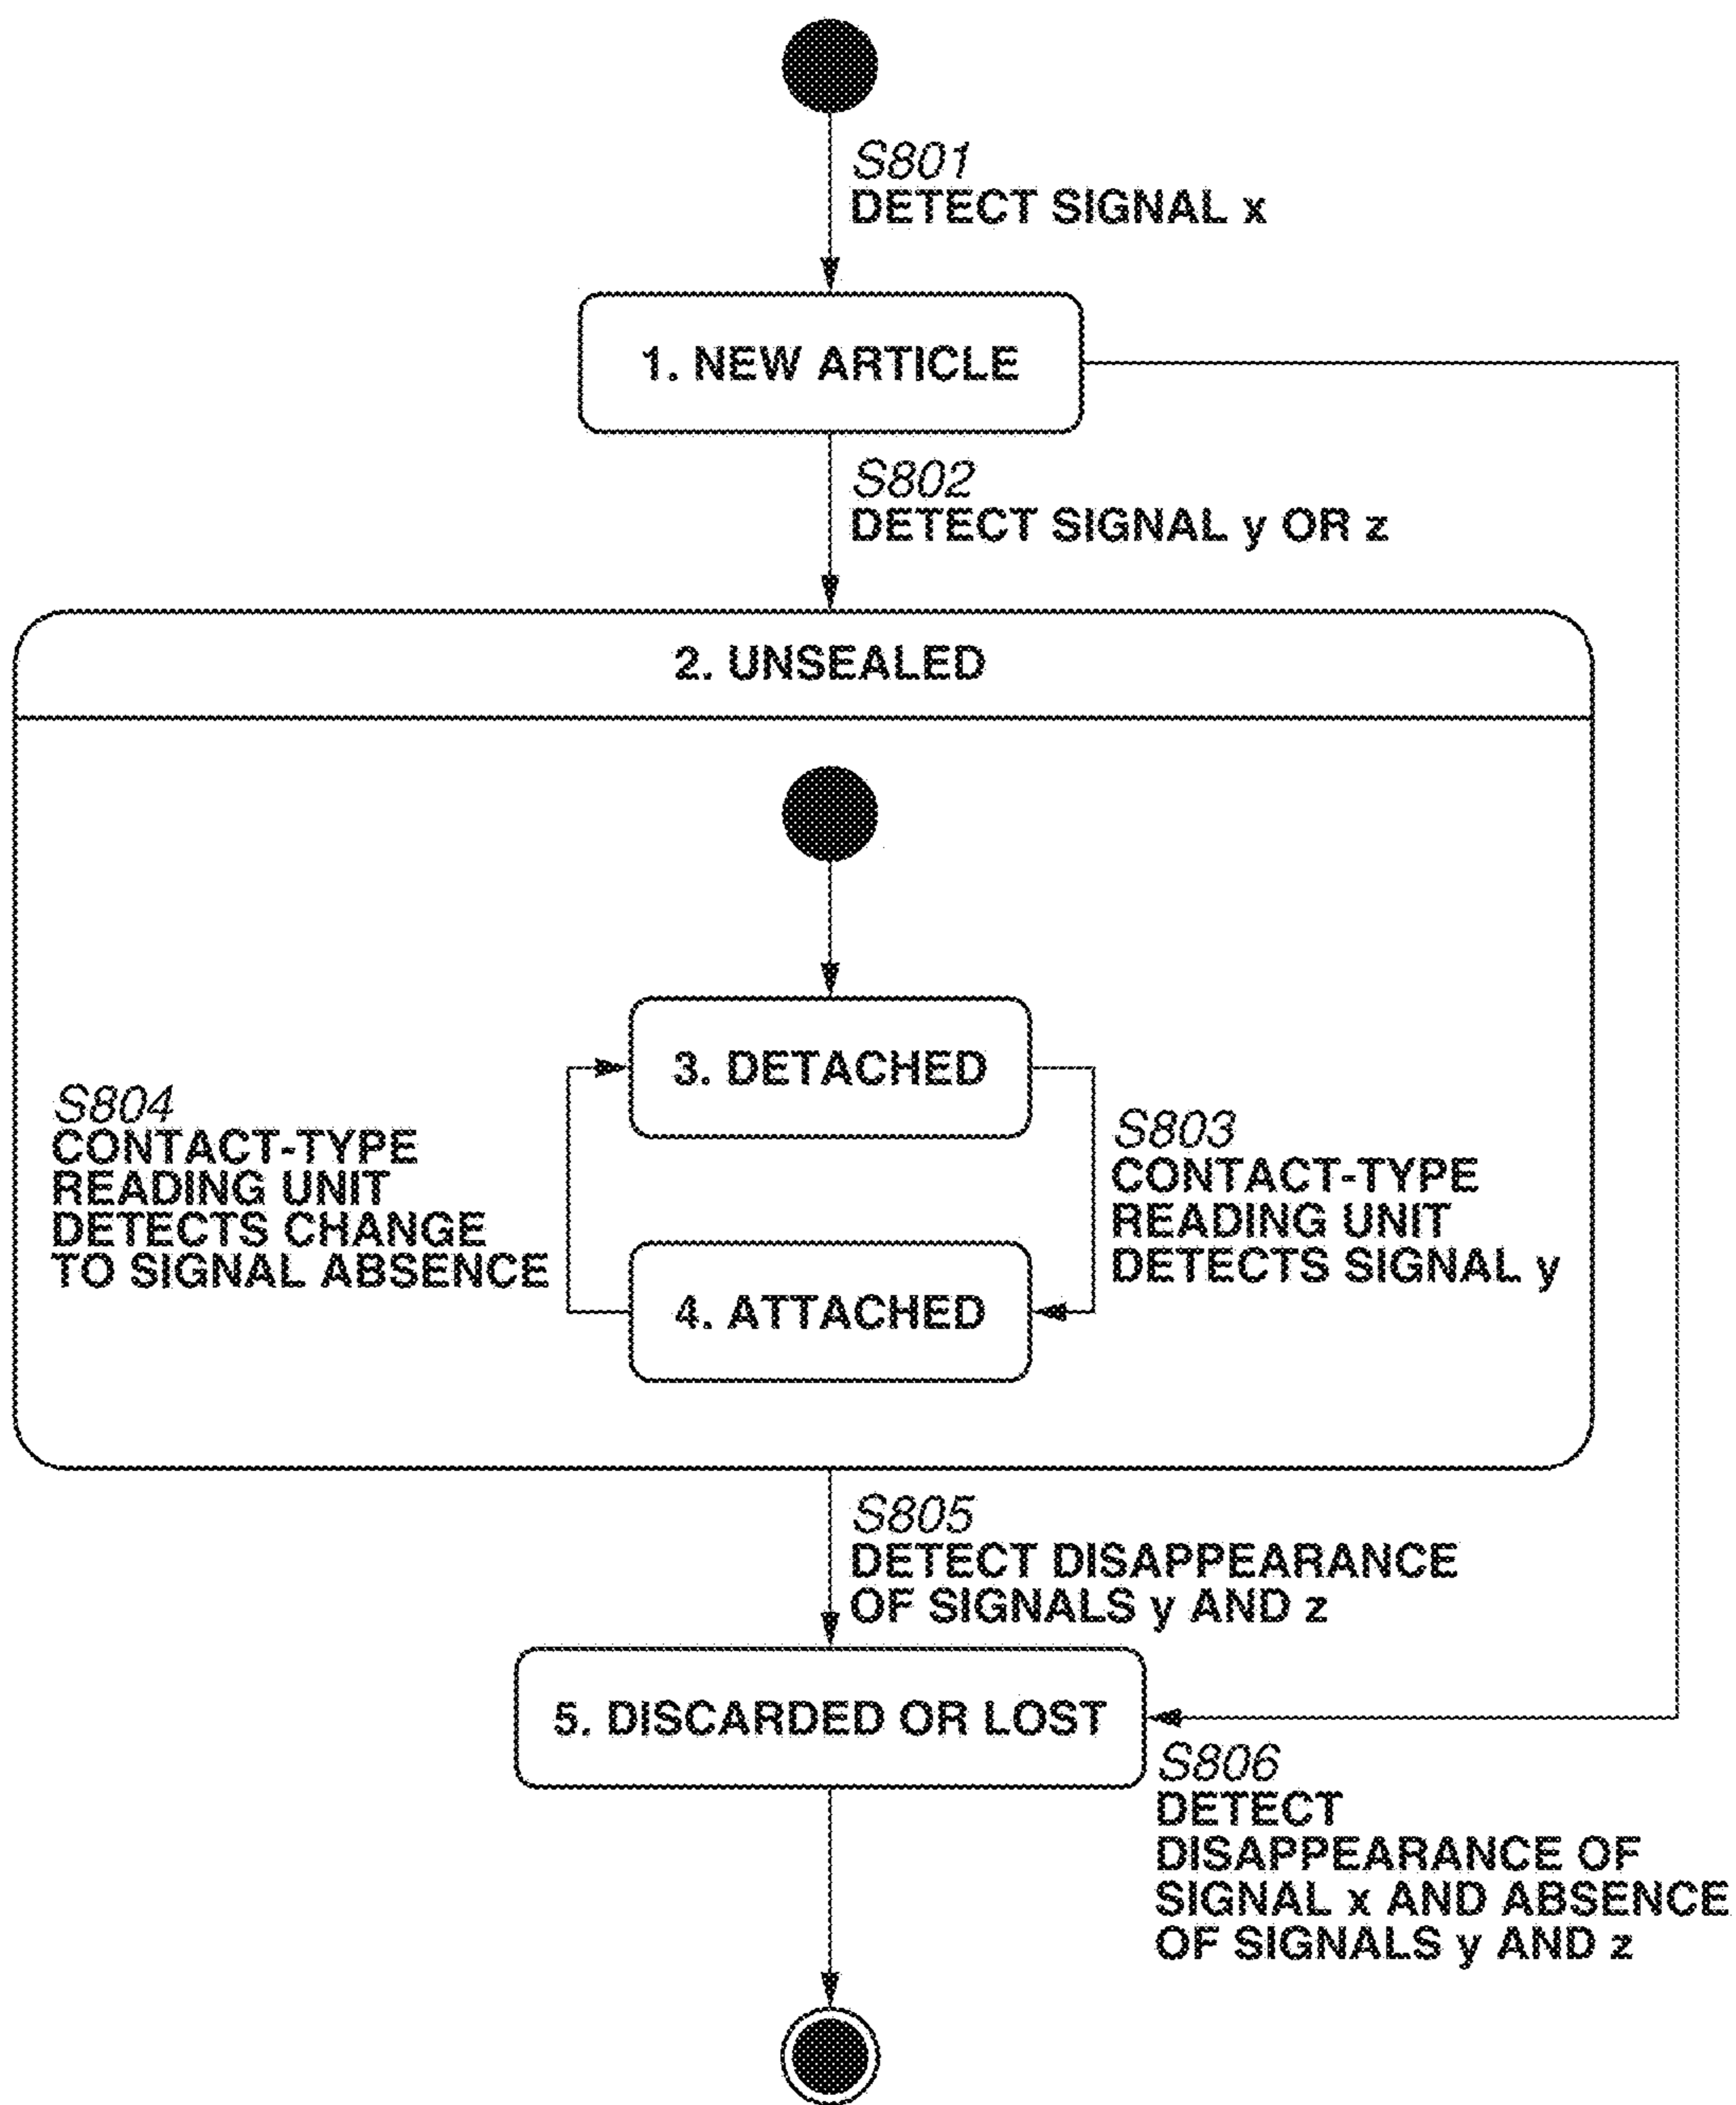 S801
DETECT SIGNAL x
1. NEW ARTICLE
S802
DETECT SIGNAL y OR z
2. UNSEALED
3. DETACHED
S804
CONTACT-TYPE
READING UNIT
DETECTS CHANGE
TO SIGNAL ABSENCE
S803
CONTACT-TYPE
READING UNIT
DETECTS SIGNAL y
4. ATTACHED
S805
DETECT DISAPPEARANCE
OF SIGNALS y AND z
5. DISCARDED OR LOST
S806
DETECT
DISAPPEARANCE OF
SIGNAL x AND ABSENCE
OF SIGNALS y AND z